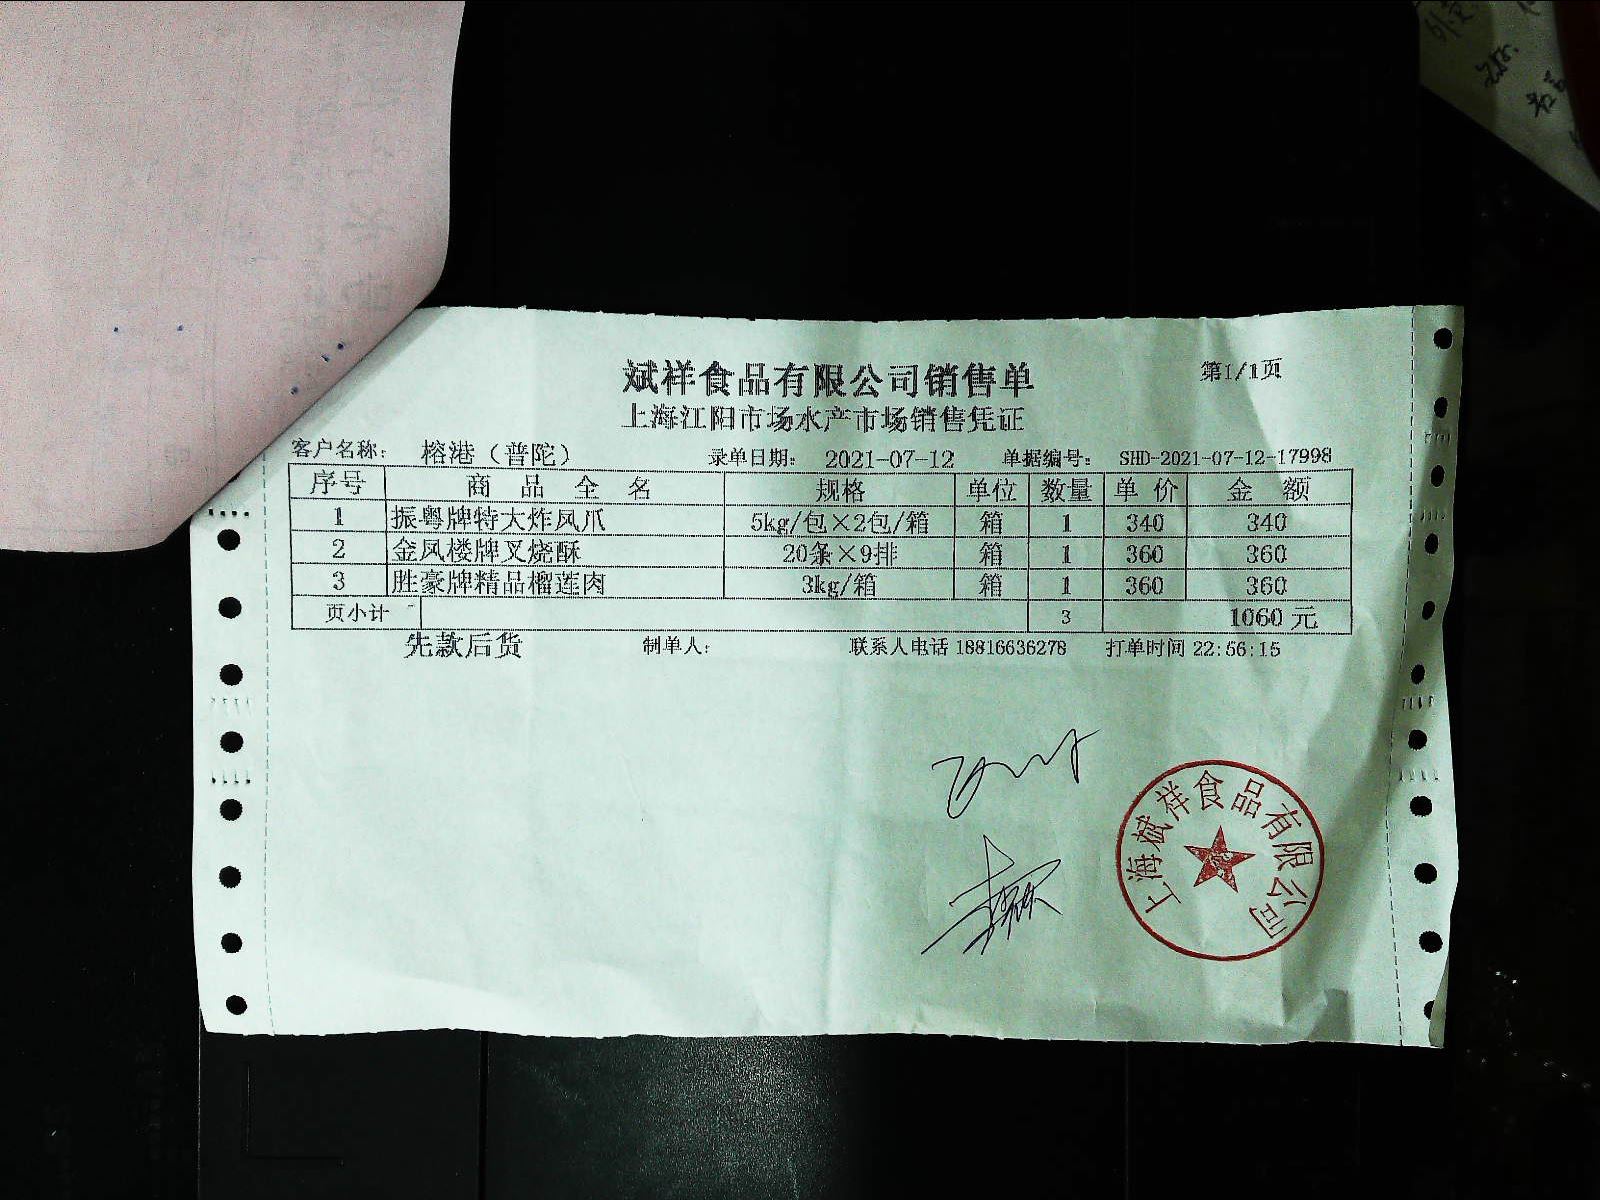 斌祥食品有限公司销售单
第1/1页
上海江阳市场水产市场销售凭证
客户名称： 榕港（普陀） 录单日期： 2021-07-12 单据编号： SHD-2021-07-12-17998
序号 商品全名 规格 单位 数量 单价 金额
1 振粤牌特大炸凤爪 5kg/包×2包/箱 箱 1 340 340
2 金凤楼牌叉烧酥 20条×9排 箱 1 360 360
3 胜豪牌精品榴莲肉 3kg/箱 箱 1 360 360
页小计 3 1060 元
先款后货 制单人： 联系人电话 18816636278 打单时间 22:56:15
上海斌祥食品有限公司